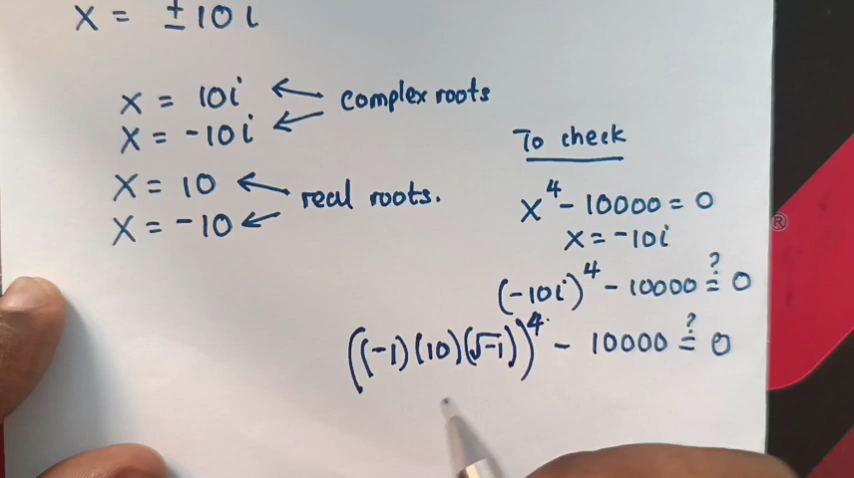 x = ±10i
x = 10i ← complex roots
x = -10i ←
x = 10 ← real roots.
x = -10 ←
To check
x⁴ - 10000 = 0
x = -10i
(-10i)⁴ - 10000 ≟ 0
((-1)(10)(√-1))⁴ - 10000 ≟ 0
®